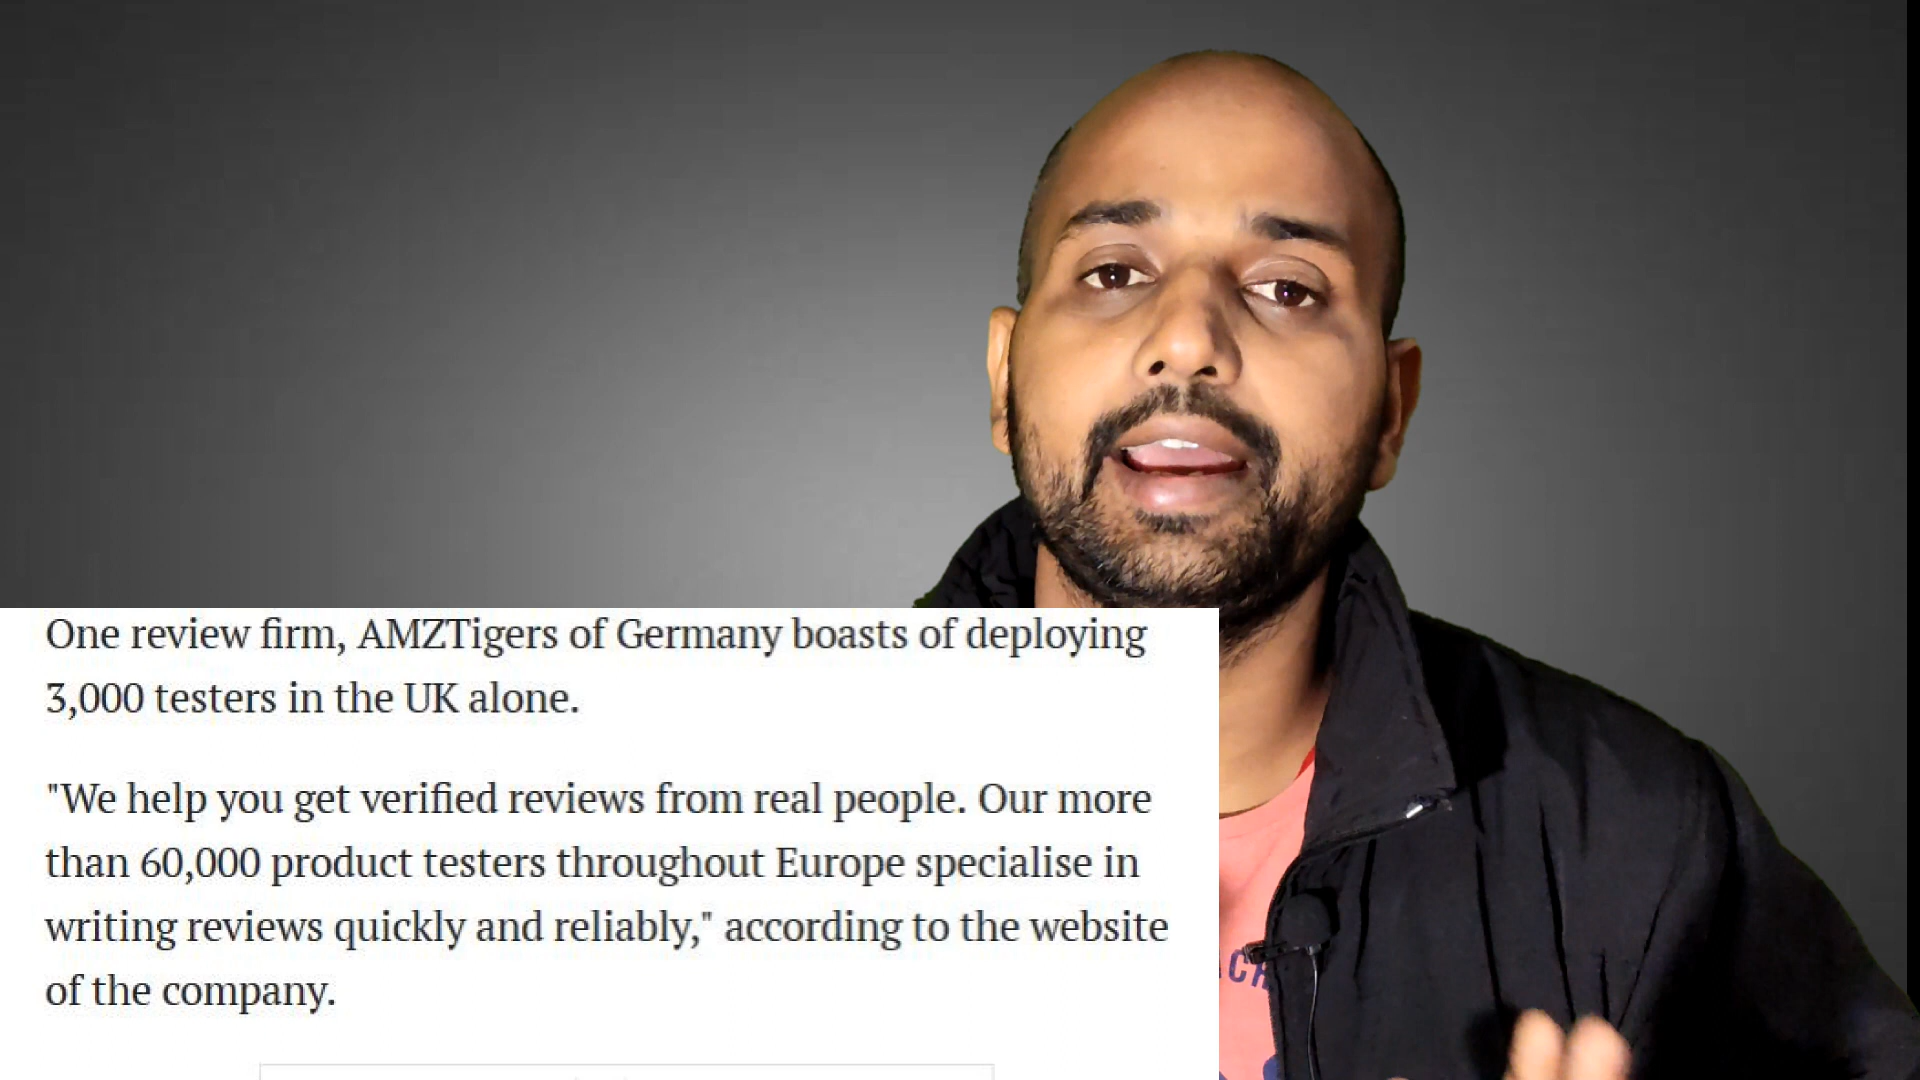 One review firm, AMZTigers of Germany boasts of deploying
3,000 testers in the UK alone.
"We help you get verified reviews from real people. Our more
than 60,000 product testers throughout Europe specialise in
writing reviews quickly and reliably," according to the website
of the company.